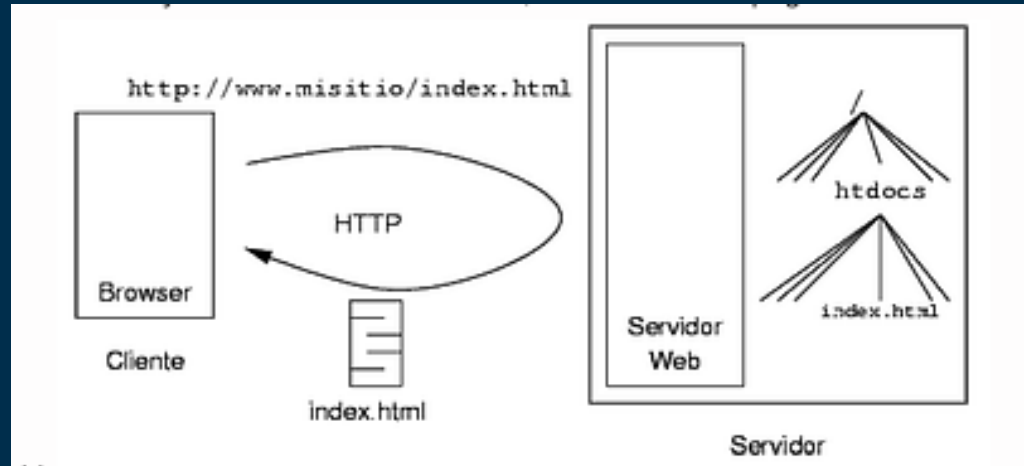 http://www.misitio/index.html
/
htdocs
HTTP
Browser
index.html
Servidor
Web
Cliente
index.html
Servidor